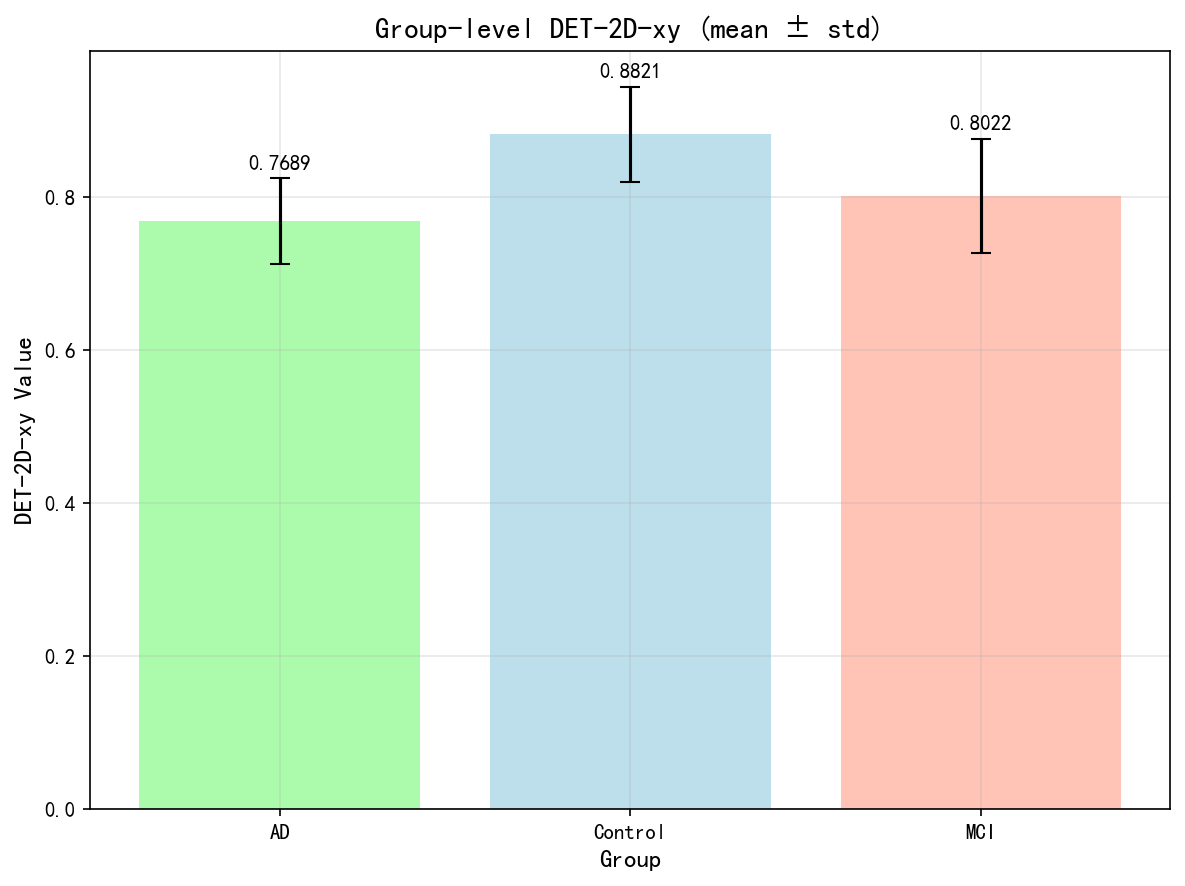 Group-level DET-2D-xy (mean ± std)
0.8821
0.8022
0.7689
0.8
0.6
0.4
0.2
0.0
DET-2D-xy Value
AD Control MCI
Group